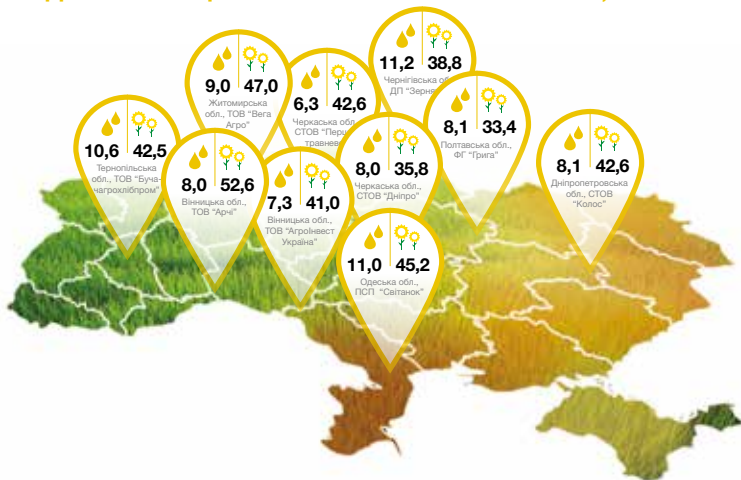 11,2 38,8
Чернігівська
ДП
9,0 47,0
Житомирська
обл., ТОВ "Вега
Агро"
6,3 42,6
Черкаська обл.
СТОВ
8,1 33,4
Полтавська обл.,
ФГ "Грига"
10,6 42,5
Тернопільська
обл., ТОВ "Буча-
чагрохлібпром"
8,0 52,6
Вінницька обл.,
ТОВ "Арчі"
7,3 41,0
Вінницька обл.,
ТОВ "АгроІнвест
Україна"
8,0 35,8
Черкаська обл.,
СТОВ "Дніпро"
8,1 42,6
Дніпропетровська
обл., СТОВ
"Колос"
11,0 45,2
Одеська обл.,
ПСП "Світанок"